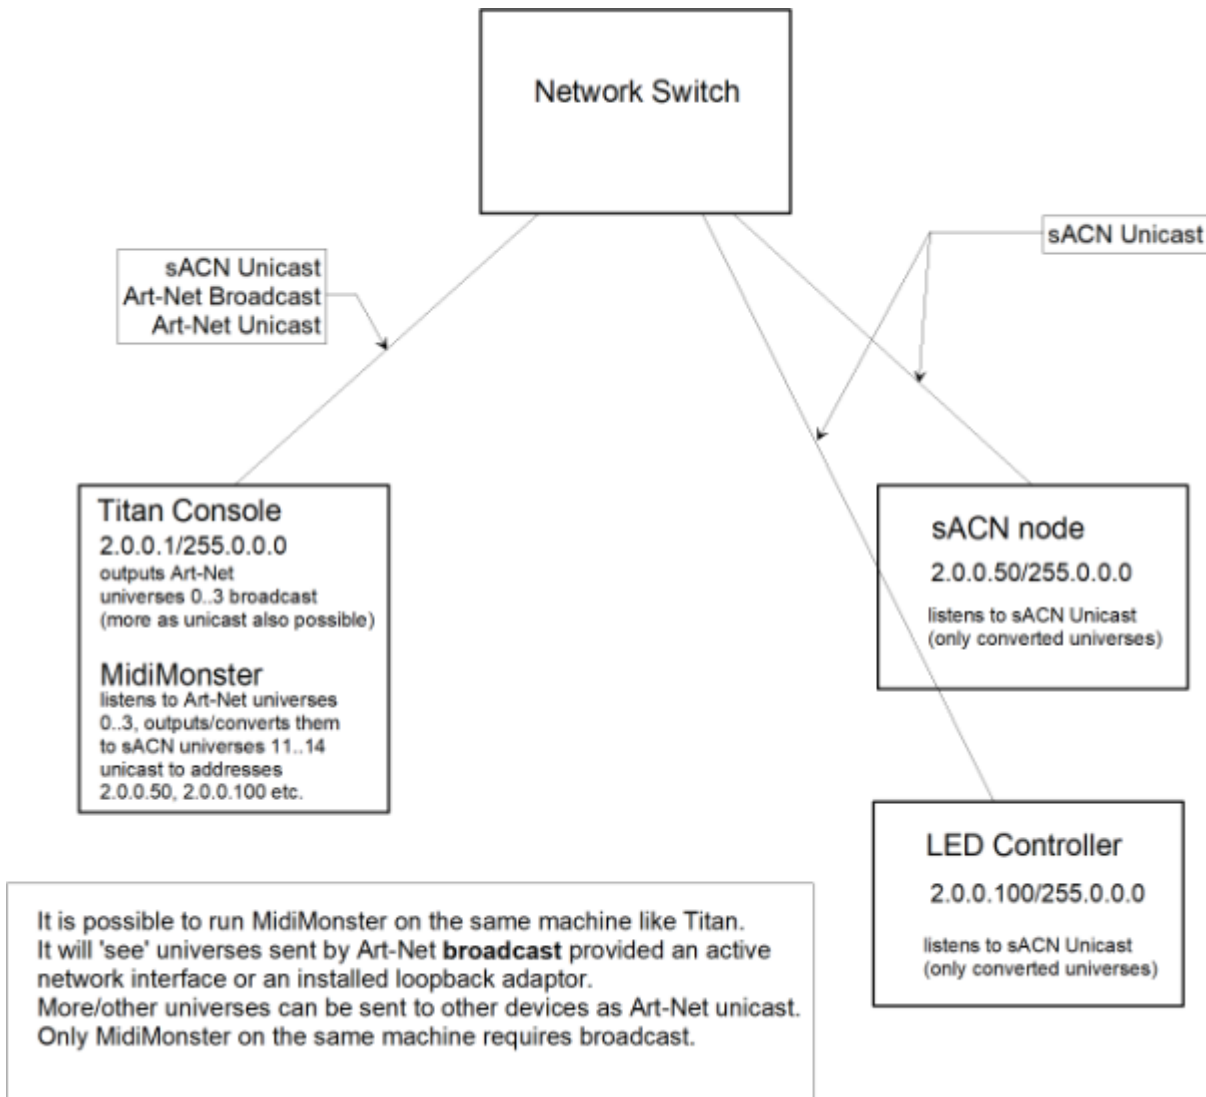 Network Switch
sACN Unicast
Art-Net Broadcast
Art-Net Unicast
sACN Unicast
Titan Console
2.0.0.1/255.0.0.0
outputs Art-Net
universes 0..3 broadcast
(more as unicast also possible)
MidiMonster
listens to Art-Net universes
0..3, outputs/converts them
to sACN universes 11..14
unicast to addresses
2.0.0.50, 2.0.0.100 etc.
sACN node
2.0.0.50/255.0.0.0
listens to sACN Unicast
(only converted universes)
LED Controller
2.0.0.100/255.0.0.0
listens to sACN Unicast
(only converted universes)
It is possible to run MidiMonster on the same machine like Titan.
It will 'see' universes sent by Art-Net broadcast provided an active
network interface or an installed loopback adaptor.
More/other universes can be sent to other devices as Art-Net unicast.
Only MidiMonster on the same machine requires broadcast.